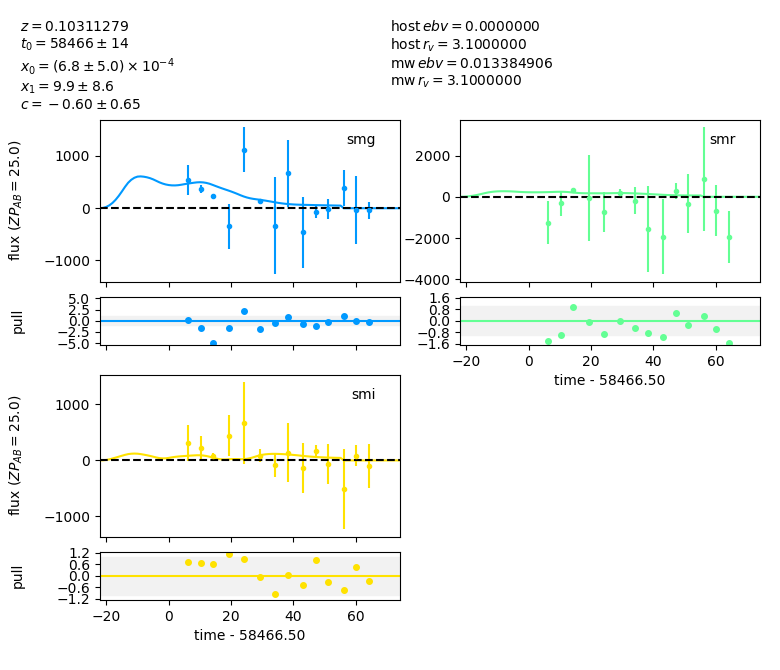 z = 0.10311279
t₀ = 58466 ± 14
x₀ = (6.8 ± 5.0) × 10⁻⁴
x₁ = 9.9 ± 8.6
c = −0.60 ± 0.65
host ebv = 0.0000000
host r_v = 3.1000000
mw ebv = 0.013384906
mw r_v = 3.1000000
smg
flux (ZP_AB = 25.0)
1000
0
−1000
pull
5.0
2.5
0.0
−2.5
−5.0
smr
2000
0
−2000
−4000
1.6
0.8
0.0
−0.8
−1.6
−20 0 20 40 60
time - 58466.50
smi
flux (ZP_AB = 25.0)
1000
0
−1000
pull
1.2
0.6
0.0
−0.6
−1.2
−20 0 20 40 60
time - 58466.50